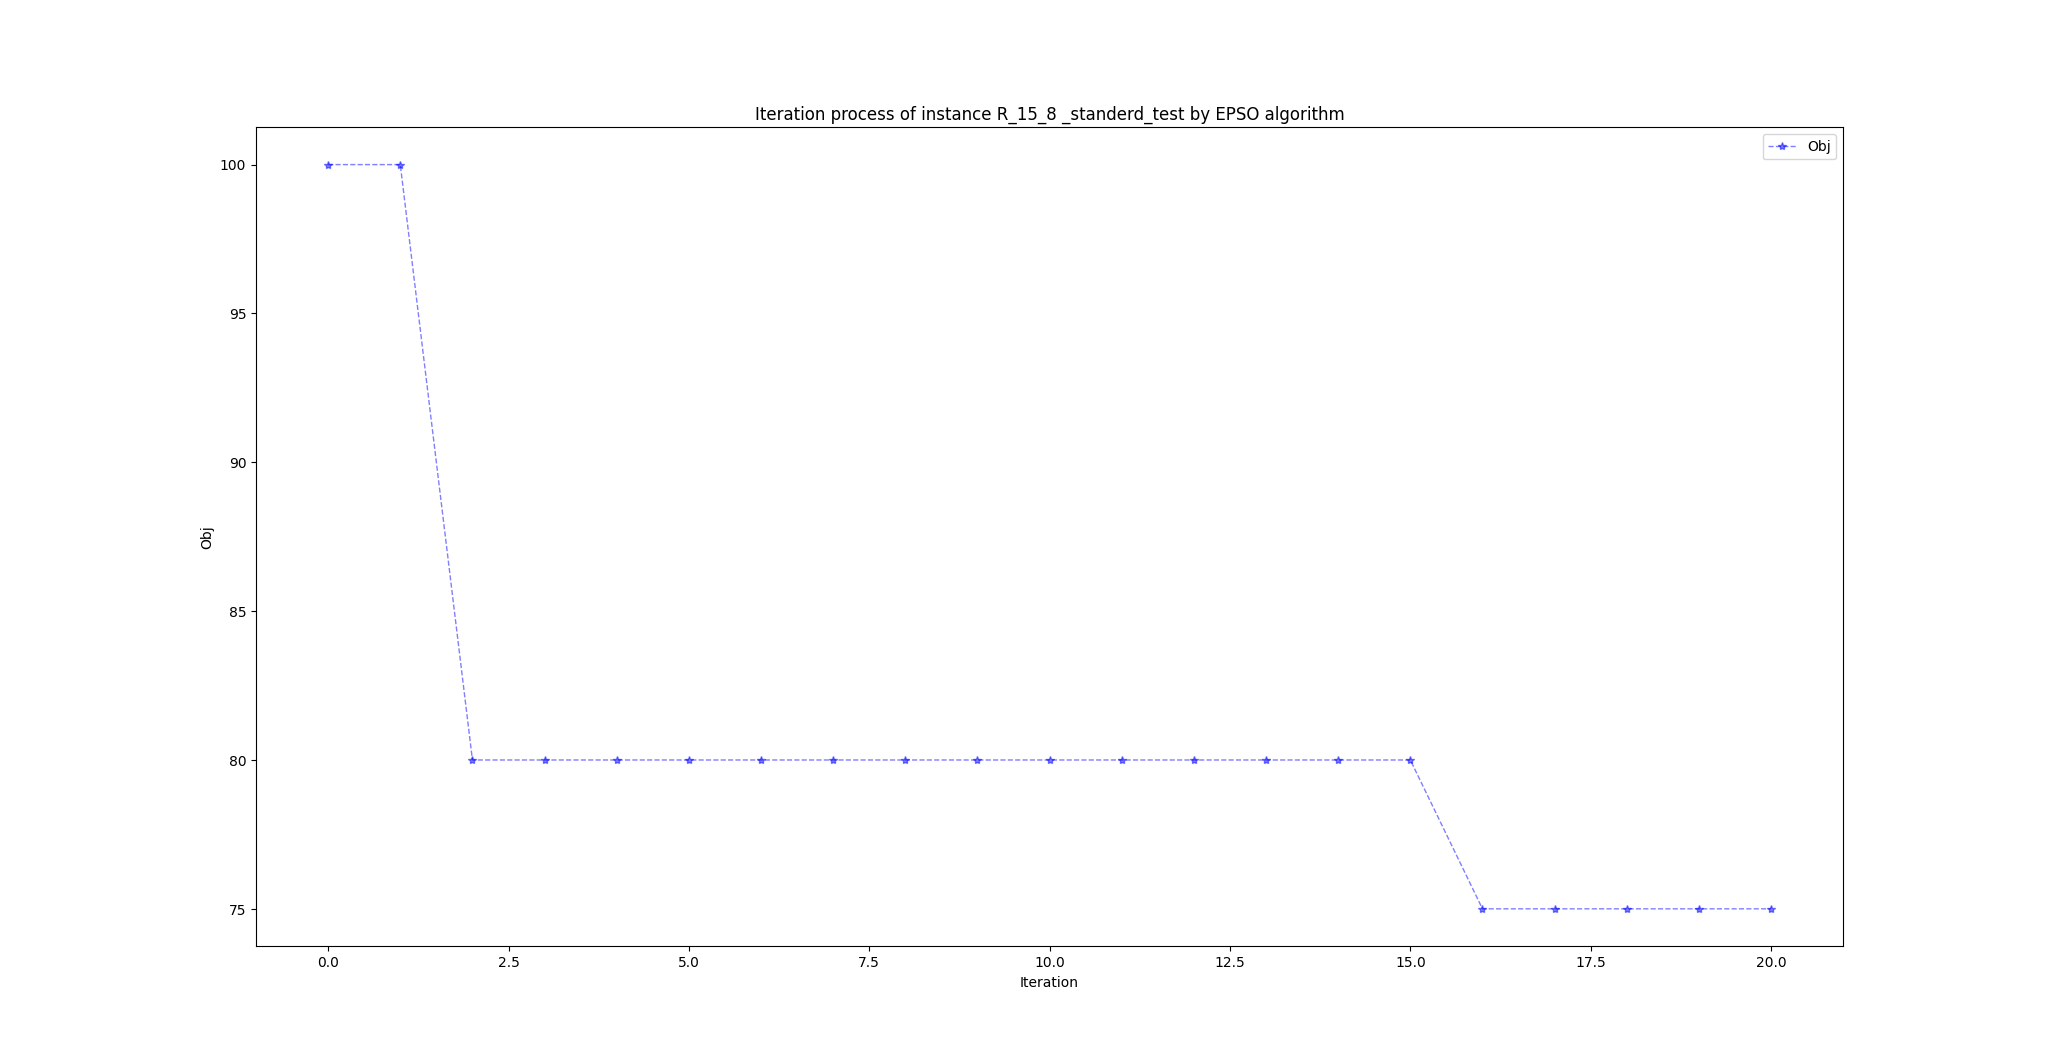 Iteration process of instance R_15_8 _standerd_test by EPSO algorithm
Obj
100
95
90
85
80
75
Obj
0.0 2.5 5.0 7.5 10.0 12.5 15.0 17.5 20.0
Iteration